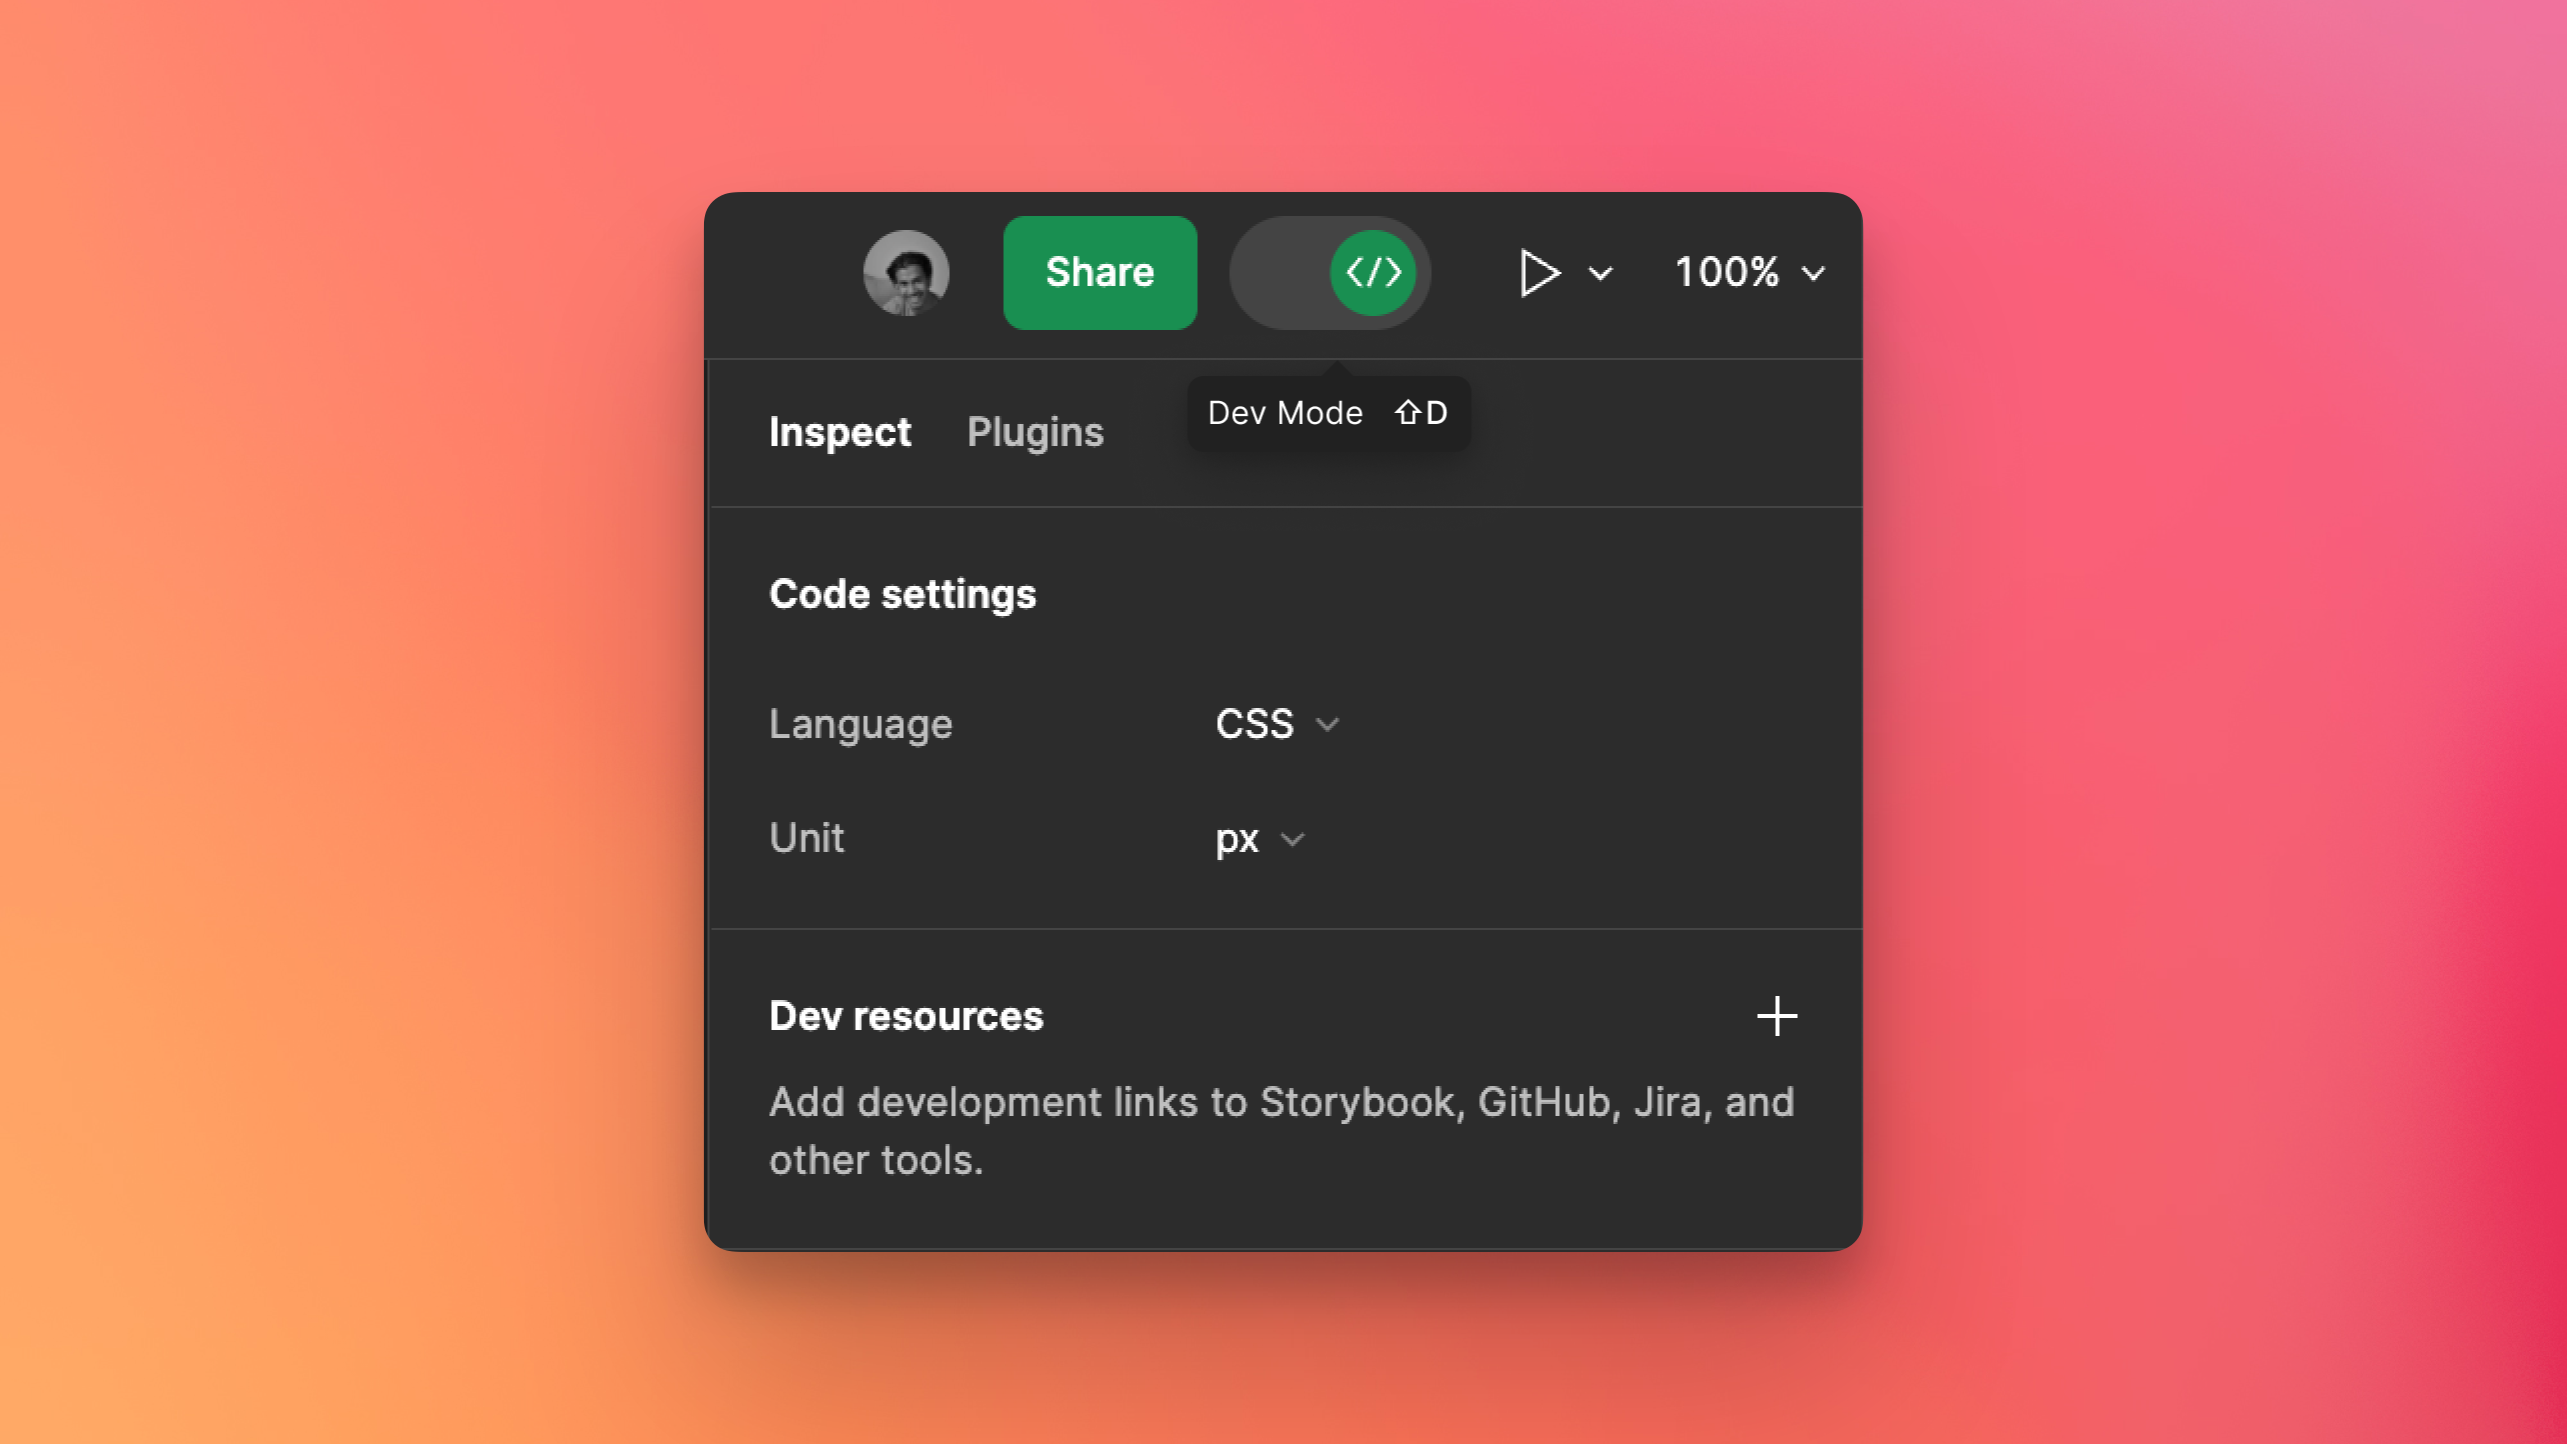 Share </> 100%
Dev Mode ⇧D
Inspect Plugins
Code settings
Language CSS
Unit px
Dev resources
Add development links to Storybook, GitHub, Jira, and
other tools.